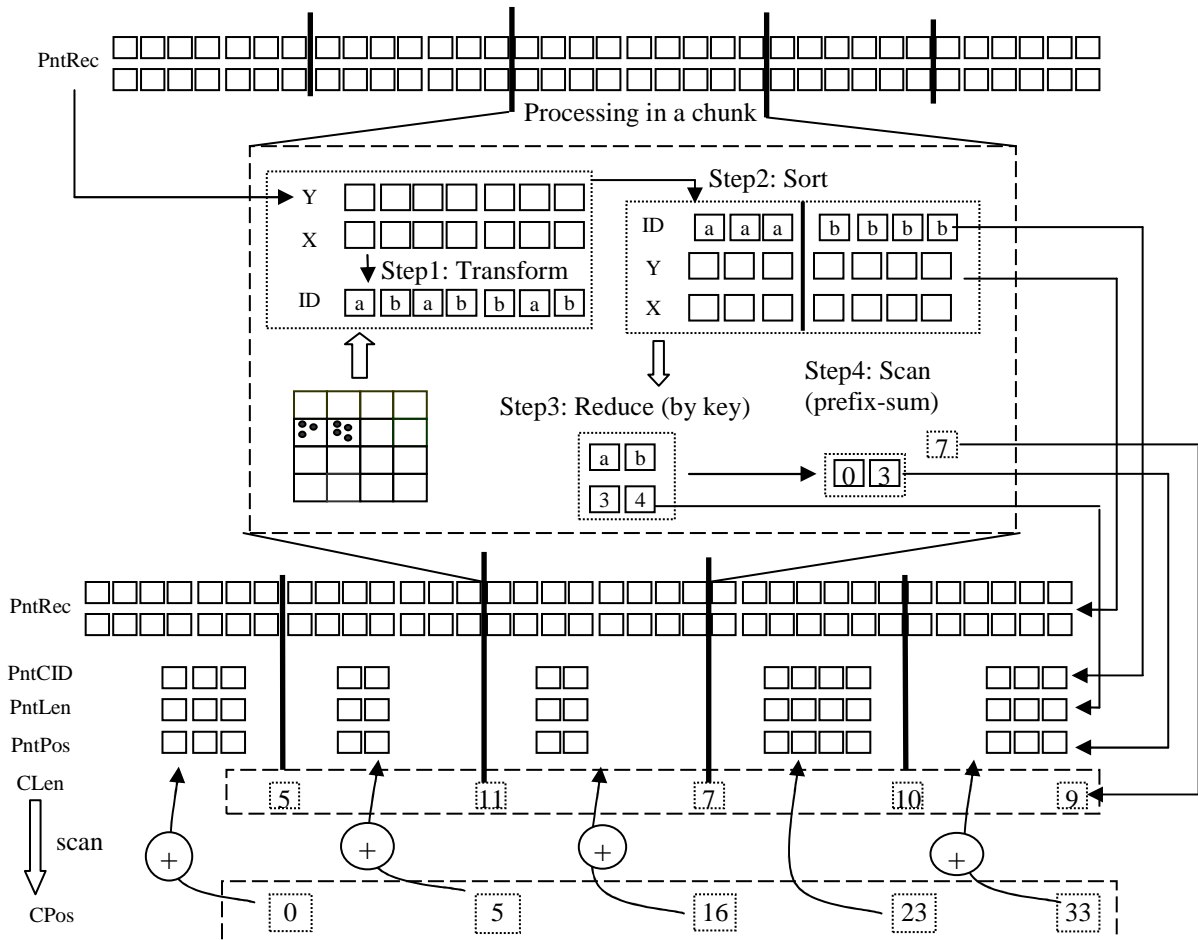 PntRec
Processing in a chunk
Y
X
Step1: Transform
ID a b a b b a b
Step2: Sort
ID a a a b b b b
Y
X
Step3: Reduce (by key)
a b
3 4
Step4: Scan
(prefix-sum)
7
0 3
PntRec
PntCID
PntLen
PntPos
CLen 5 11 7 10 9
scan
+ + + +
CPos 0 5 16 23 33